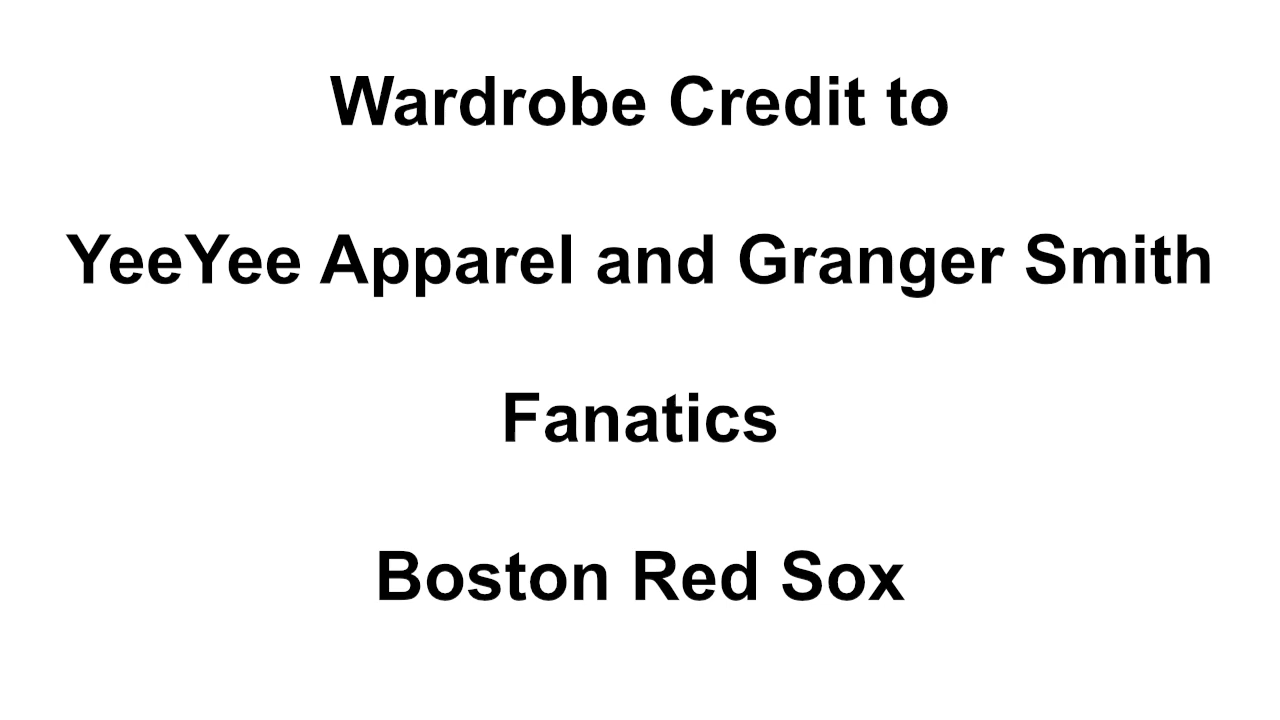 Wardrobe Credit to
YeeYee Apparel and Granger Smith
Fanatics
Boston Red Sox